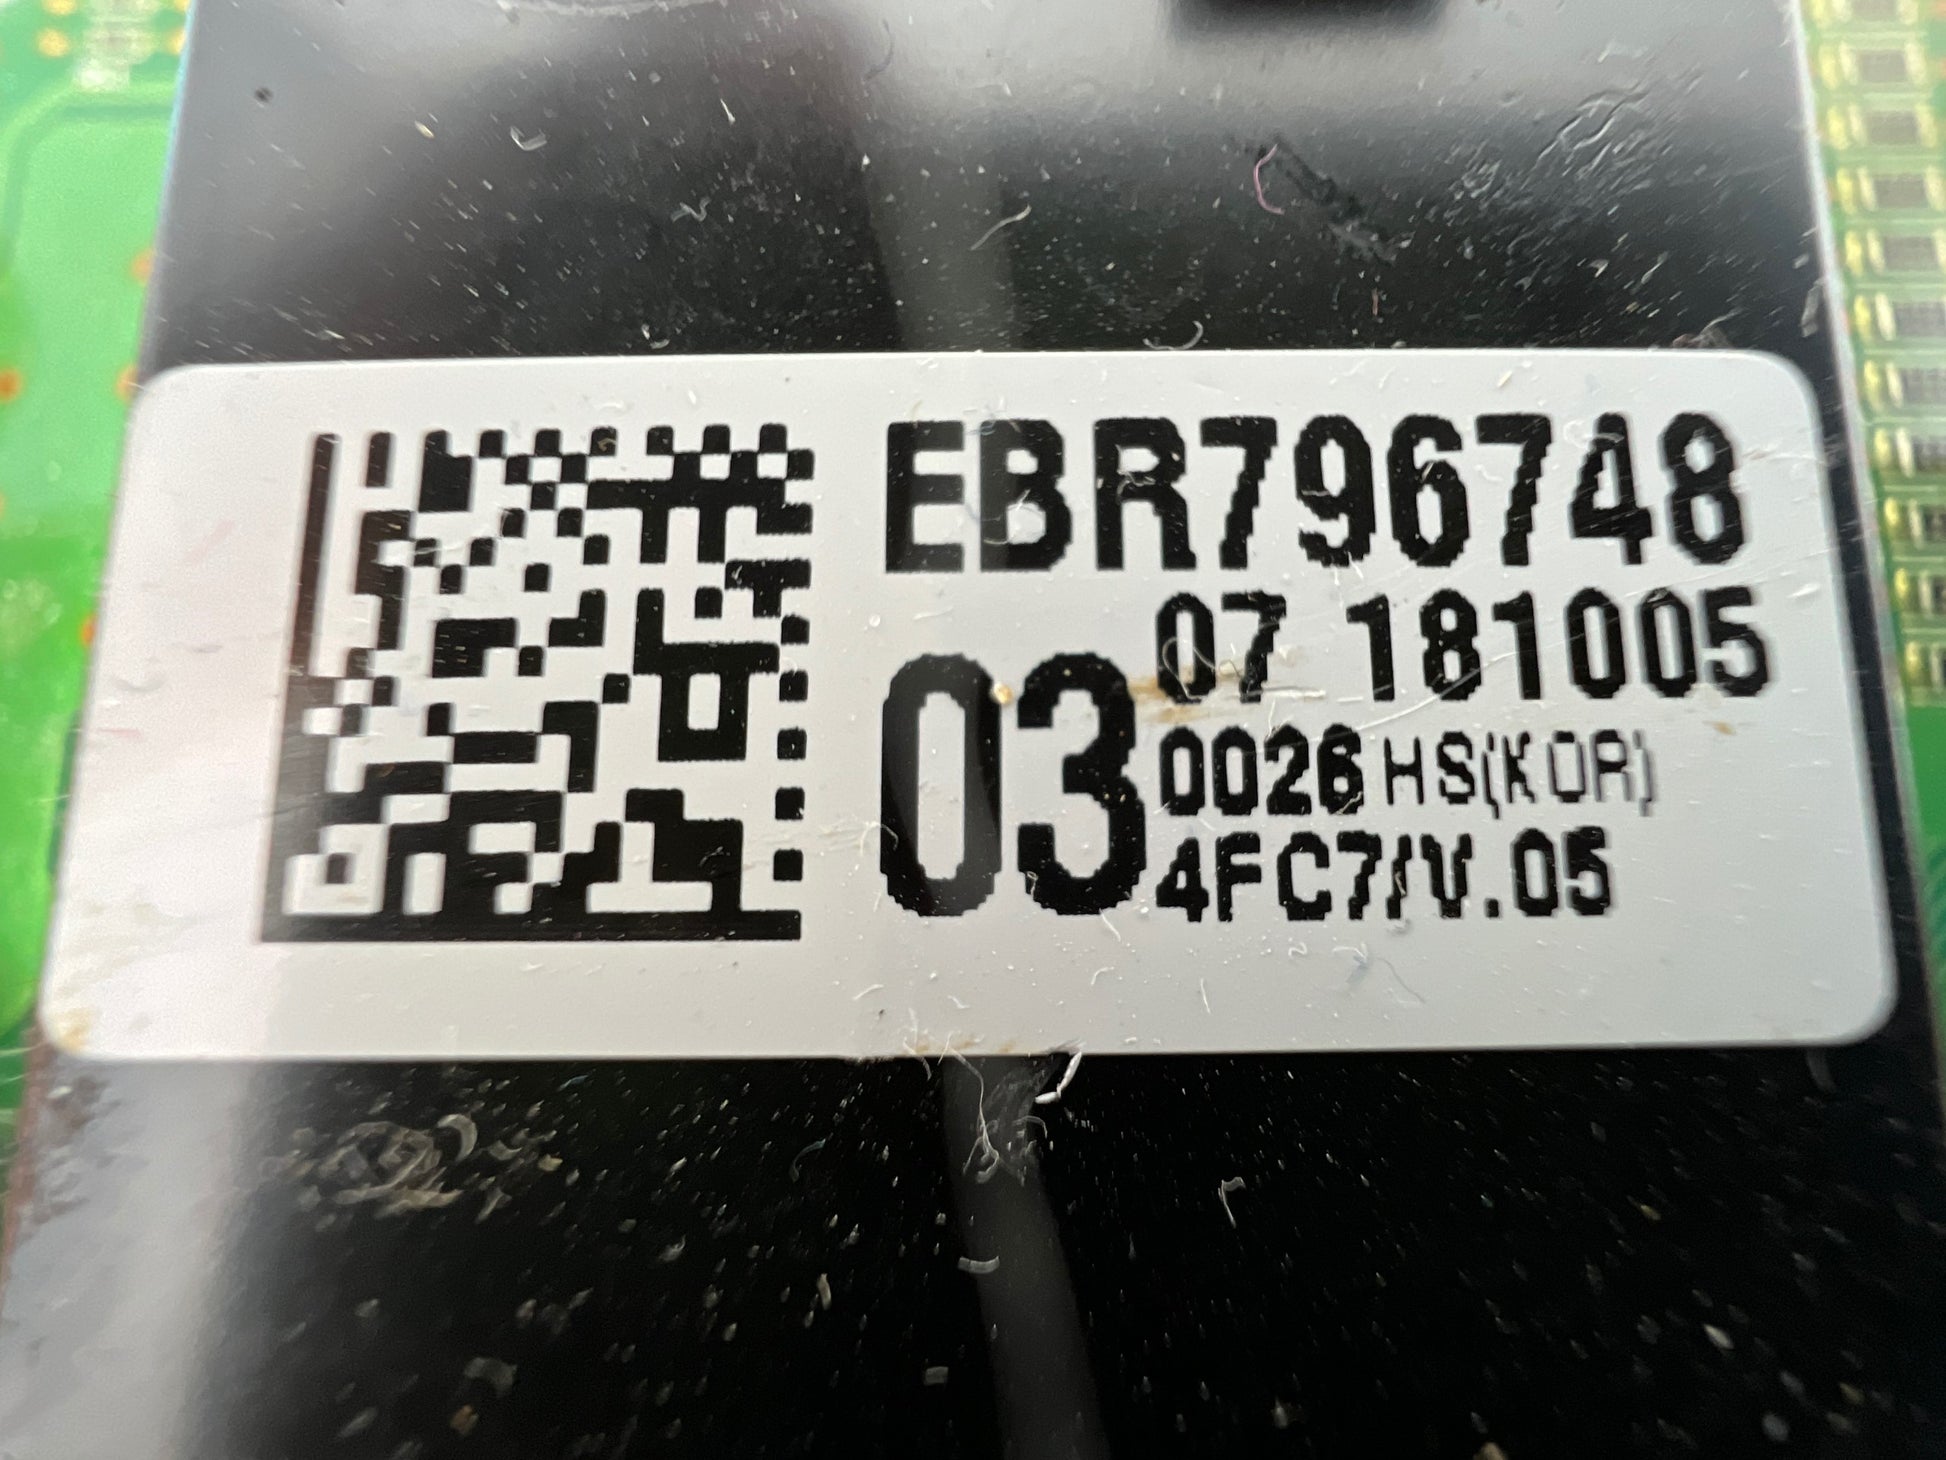 EBR796748
03
07 181005
0026 HS(KOR)
4FC7/V.05